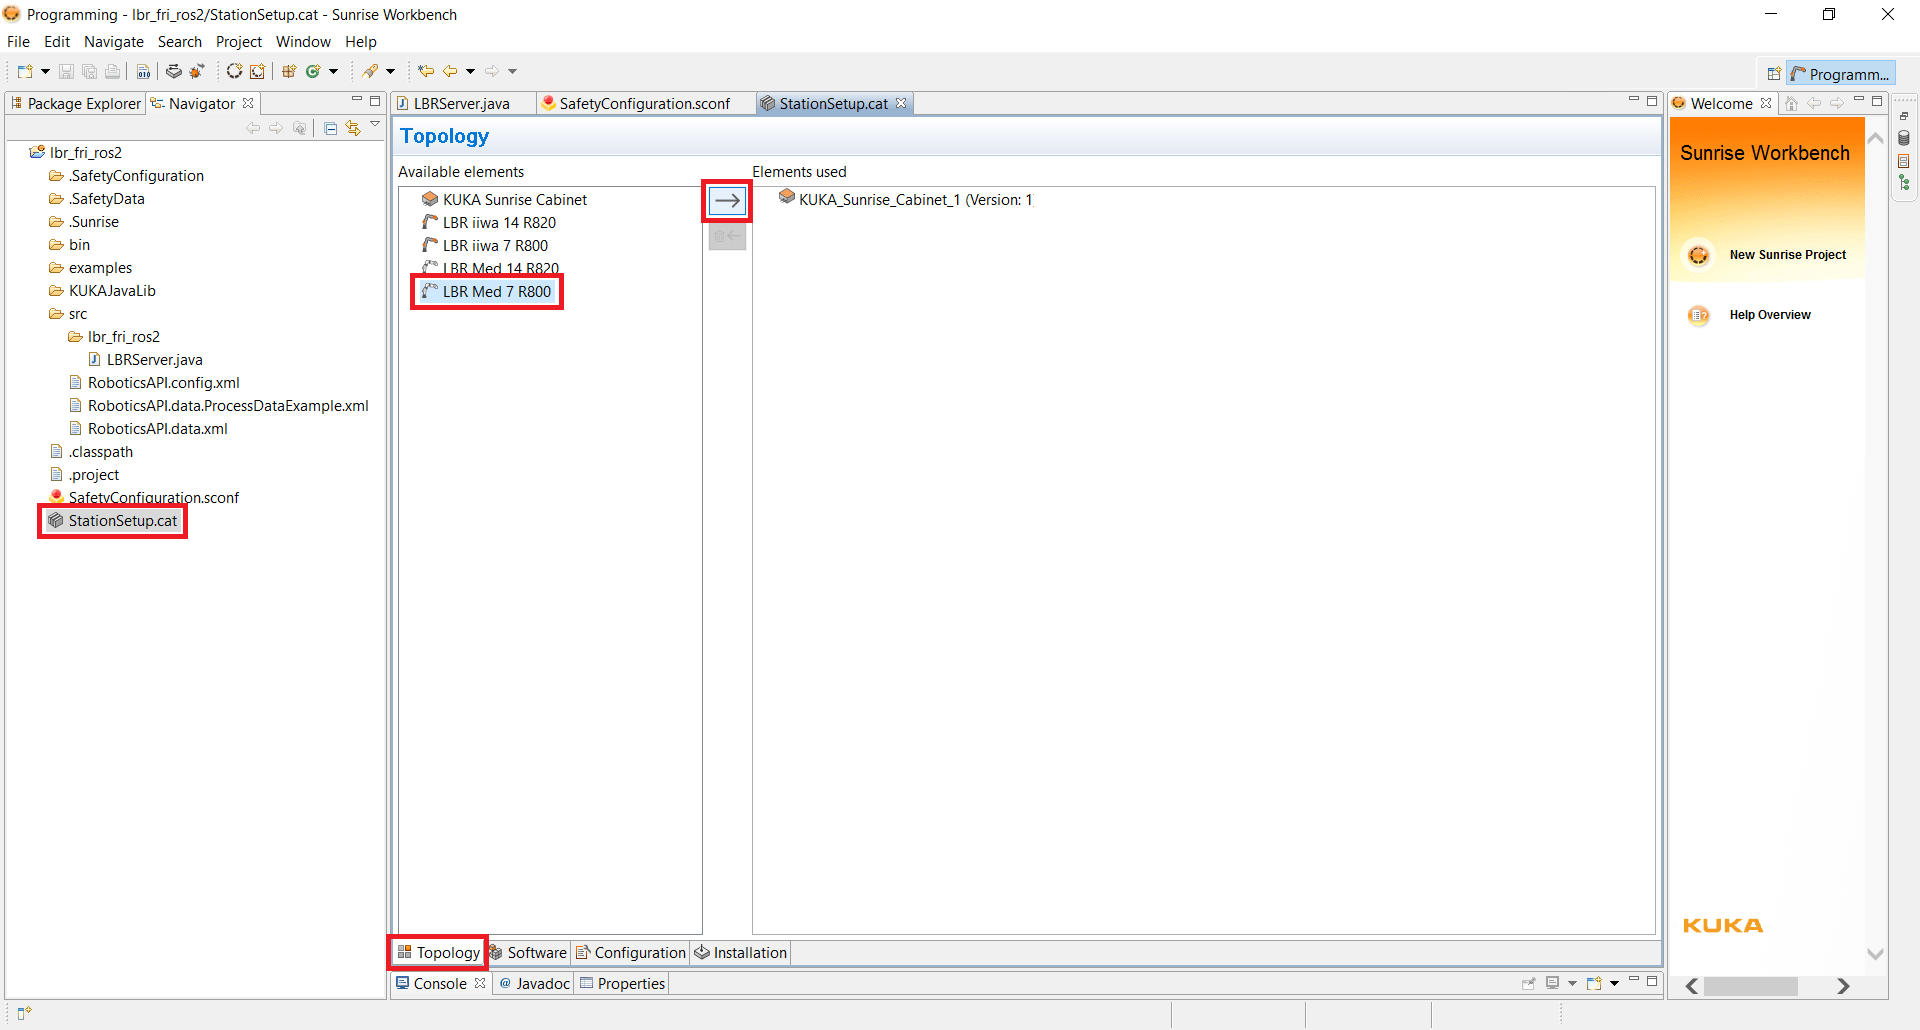 Programming - lbr_fri_ros2/StationSetup.cat - Sunrise Workbench
File Edit Navigate Search Project Window Help
Programm...
Package Explorer Navigator
lbr_fri_ros2
.SafetyConfiguration
.SafetyData
.Sunrise
bin
examples
KUKAJavaLib
src
lbr_fri_ros2
LBRServer.java
RoboticsAPI.config.xml
RoboticsAPI.data.ProcessDataExample.xml
RoboticsAPI.data.xml
.classpath
.project
SafetyConfiguration.sconf
StationSetup.cat
LBRServer.java SafetyConfiguration.sconf StationSetup.cat
Topology
Available elements
KUKA Sunrise Cabinet
LBR iiwa 14 R820
LBR iiwa 7 R800
LBR Med 14 R820
LBR Med 7 R800
Elements used
KUKA_Sunrise_Cabinet_1 (Version: 1
Topology Software Configuration Installation
Console @ Javadoc Properties
Welcome
Sunrise Workbench
New Sunrise Project
Help Overview
KUKA